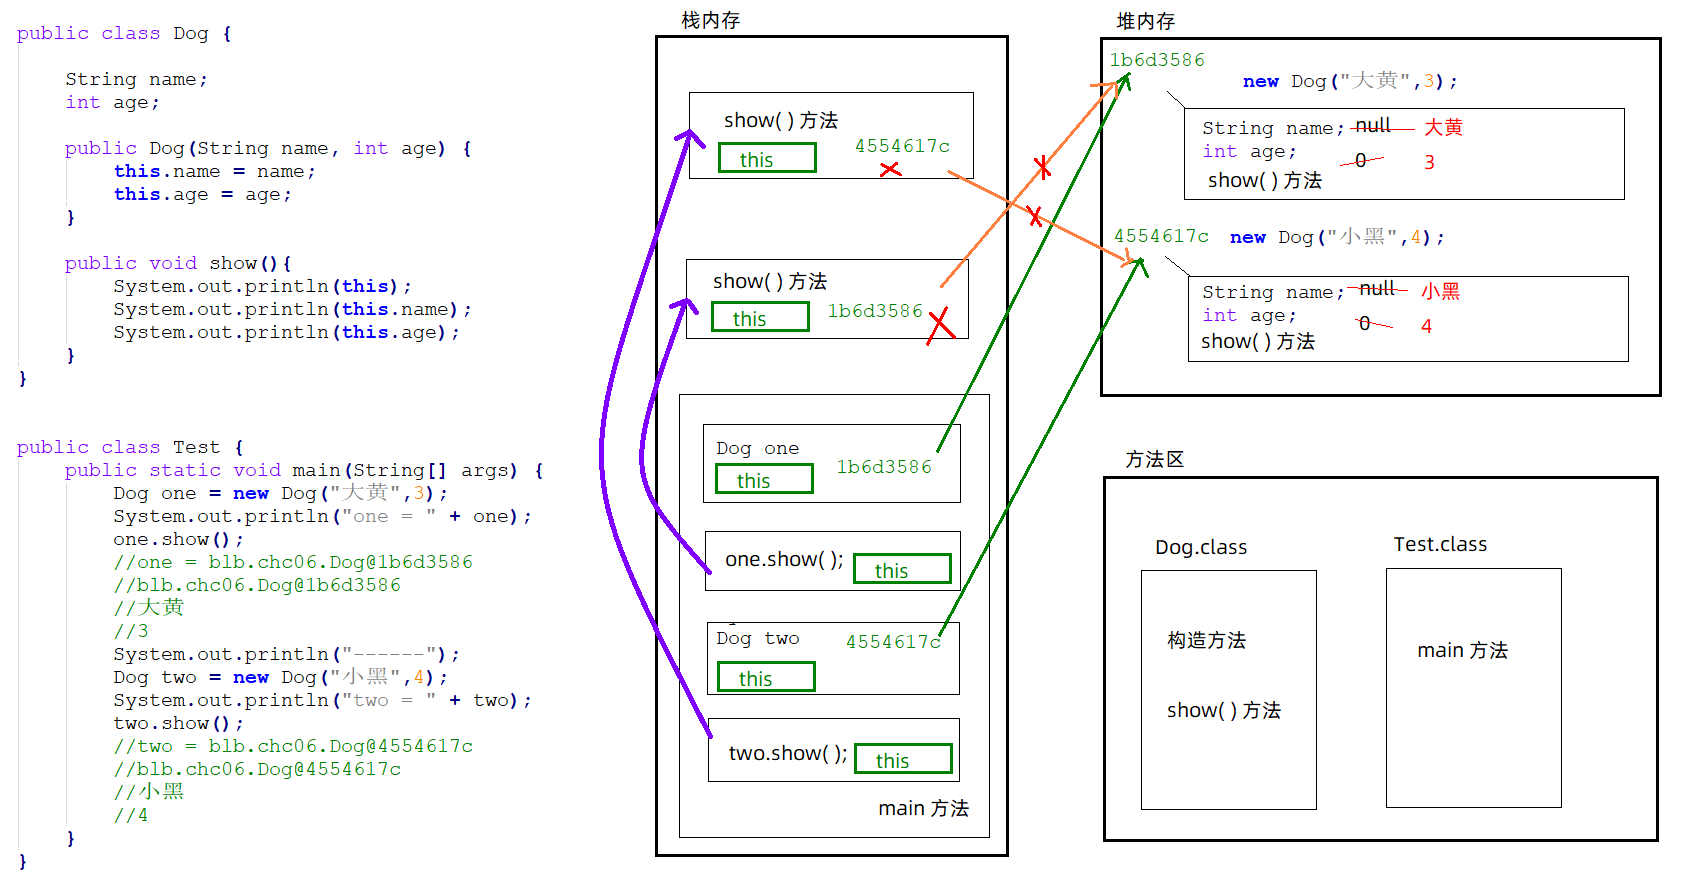 public class Dog {
String name;
int age;
public Dog(String name, int age) {
this.name = name;
this.age = age;
}
public void show(){
System.out.println(this);
System.out.println(this.name);
System.out.println(this.age);
}
}
public class Test {
public static void main(String[] args) {
Dog one = new Dog("大黄",3);
System.out.println("one = " + one);
one.show();
//one = blb.chc06.Dog@1b6d3586
//blb.chc06.Dog@1b6d3586
//大黄
//3
System.out.println("------");
Dog two = new Dog("小黑",4);
System.out.println("two = " + two);
two.show();
//two = blb.chc06.Dog@4554617c
//blb.chc06.Dog@4554617c
//小黑
//4
}
}
栈内存
show( ) 方法
this 4554617c
show( ) 方法
this 1b6d3586
Dog one
this 1b6d3586
one.show( ); this
Dog two 4554617c
this
two.show( ); this
main 方法
堆内存
1b6d3586
new Dog("大黄",3);
String name; null 大黄
int age; 0 3
show( ) 方法
4554617c new Dog("小黑",4);
String name; null 小黑
int age; 0 4
show( ) 方法
方法区
Dog.class
构造方法
show( ) 方法
Test.class
main 方法